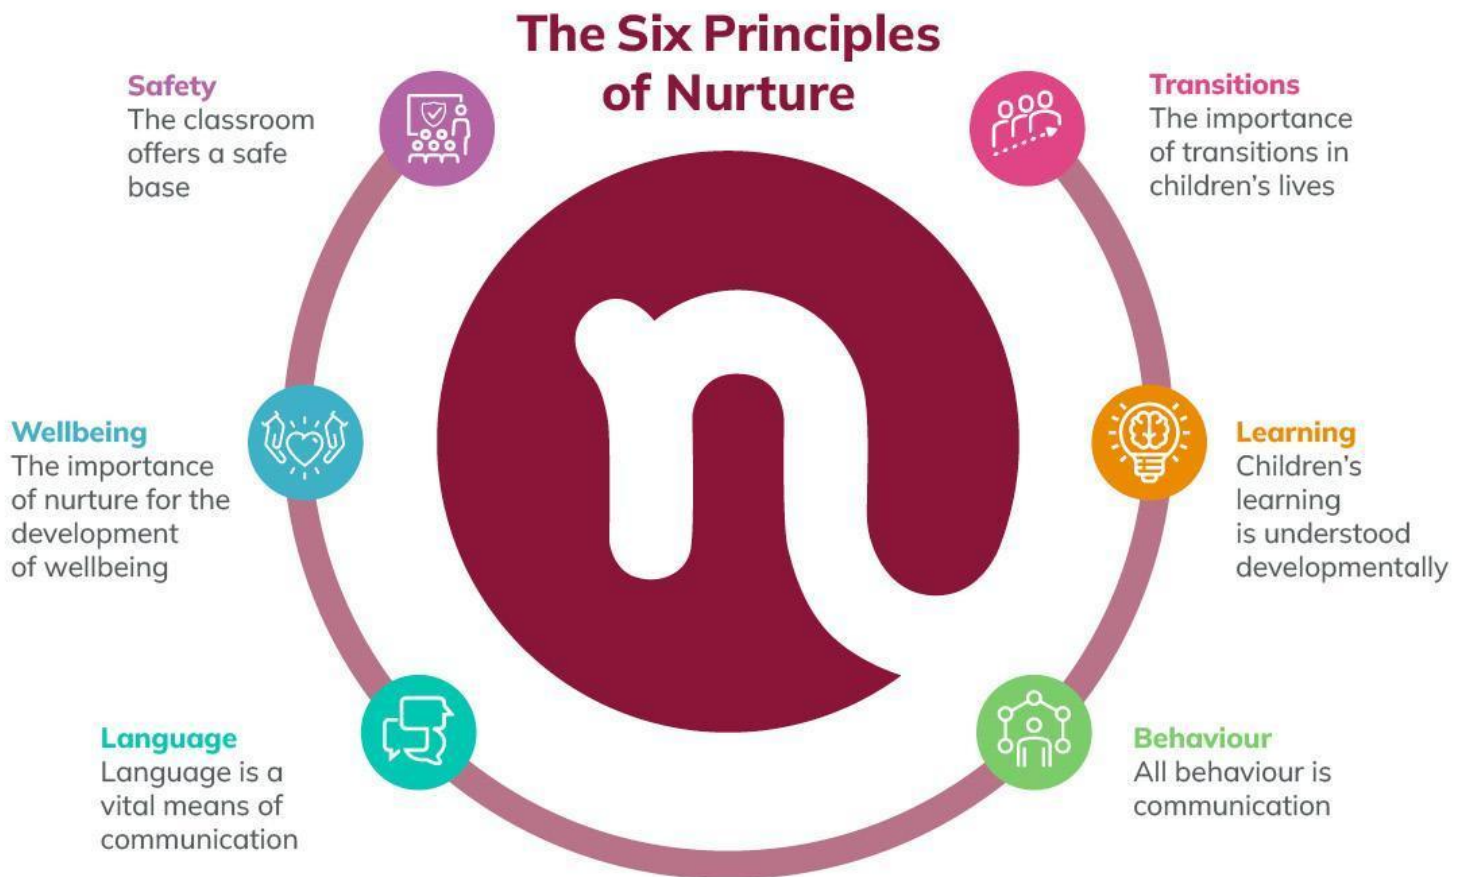 The Six Principles
of Nurture
Safety
The classroom
offers a safe
base
Transitions
The importance
of transitions in
children’s lives
Wellbeing
The importance
of nurture for the
development
of wellbeing
Learning
Children’s
learning
is understood
developmentally
Language
Language is a
vital means of
communication
Behaviour
All behaviour is
communication
n